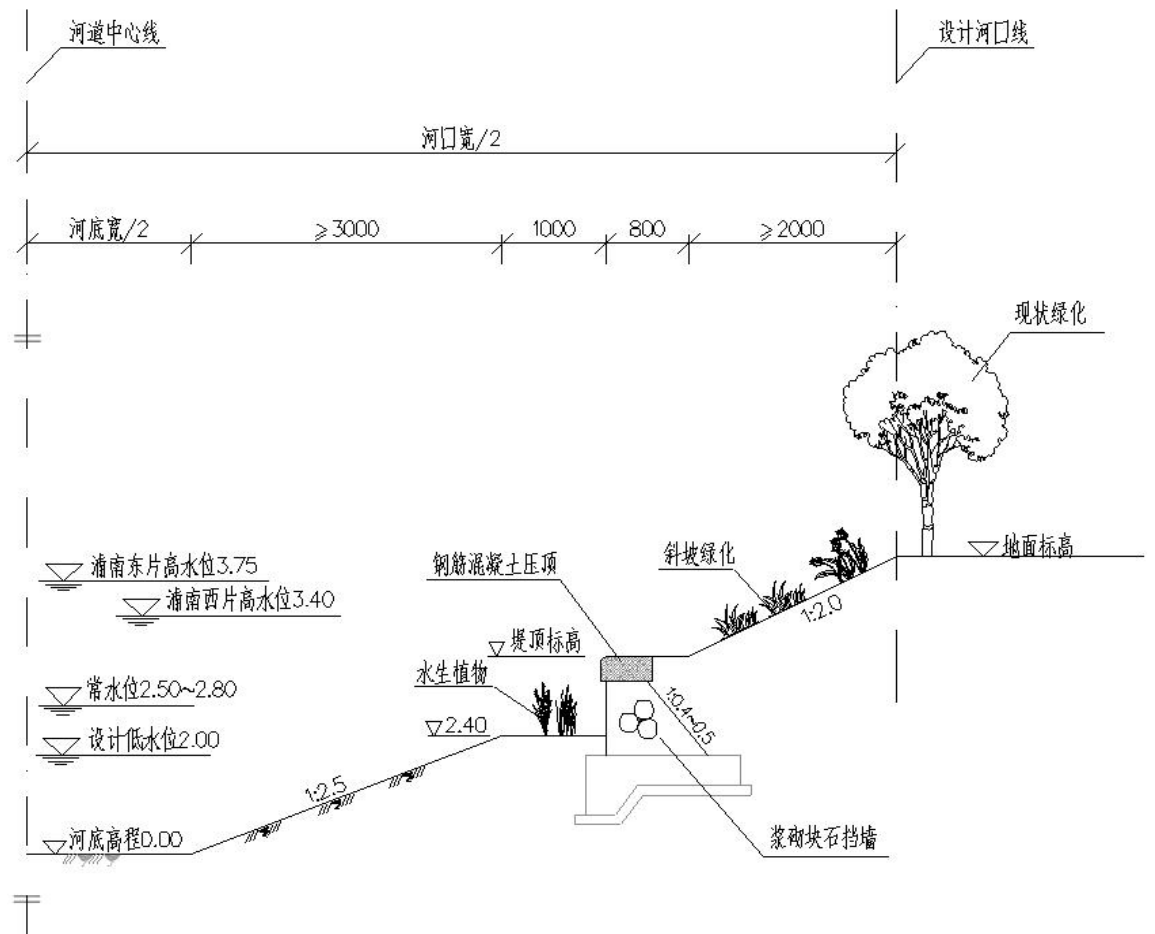 河道中心线
设计河口线
河口宽/2
河底宽/2
≥3000
1000
800
≥2000
现状绿化
浦南东片高水位3.75
浦南西片高水位3.40
钢筋混凝土压顶
斜坡绿化
地面标高
1:2.0
堤顶标高
水生植物
常水位2.50~2.80
1:0.4~0.5
2.40
设计低水位2.00
1:2.5
河底高程0.00
浆砌块石挡墙